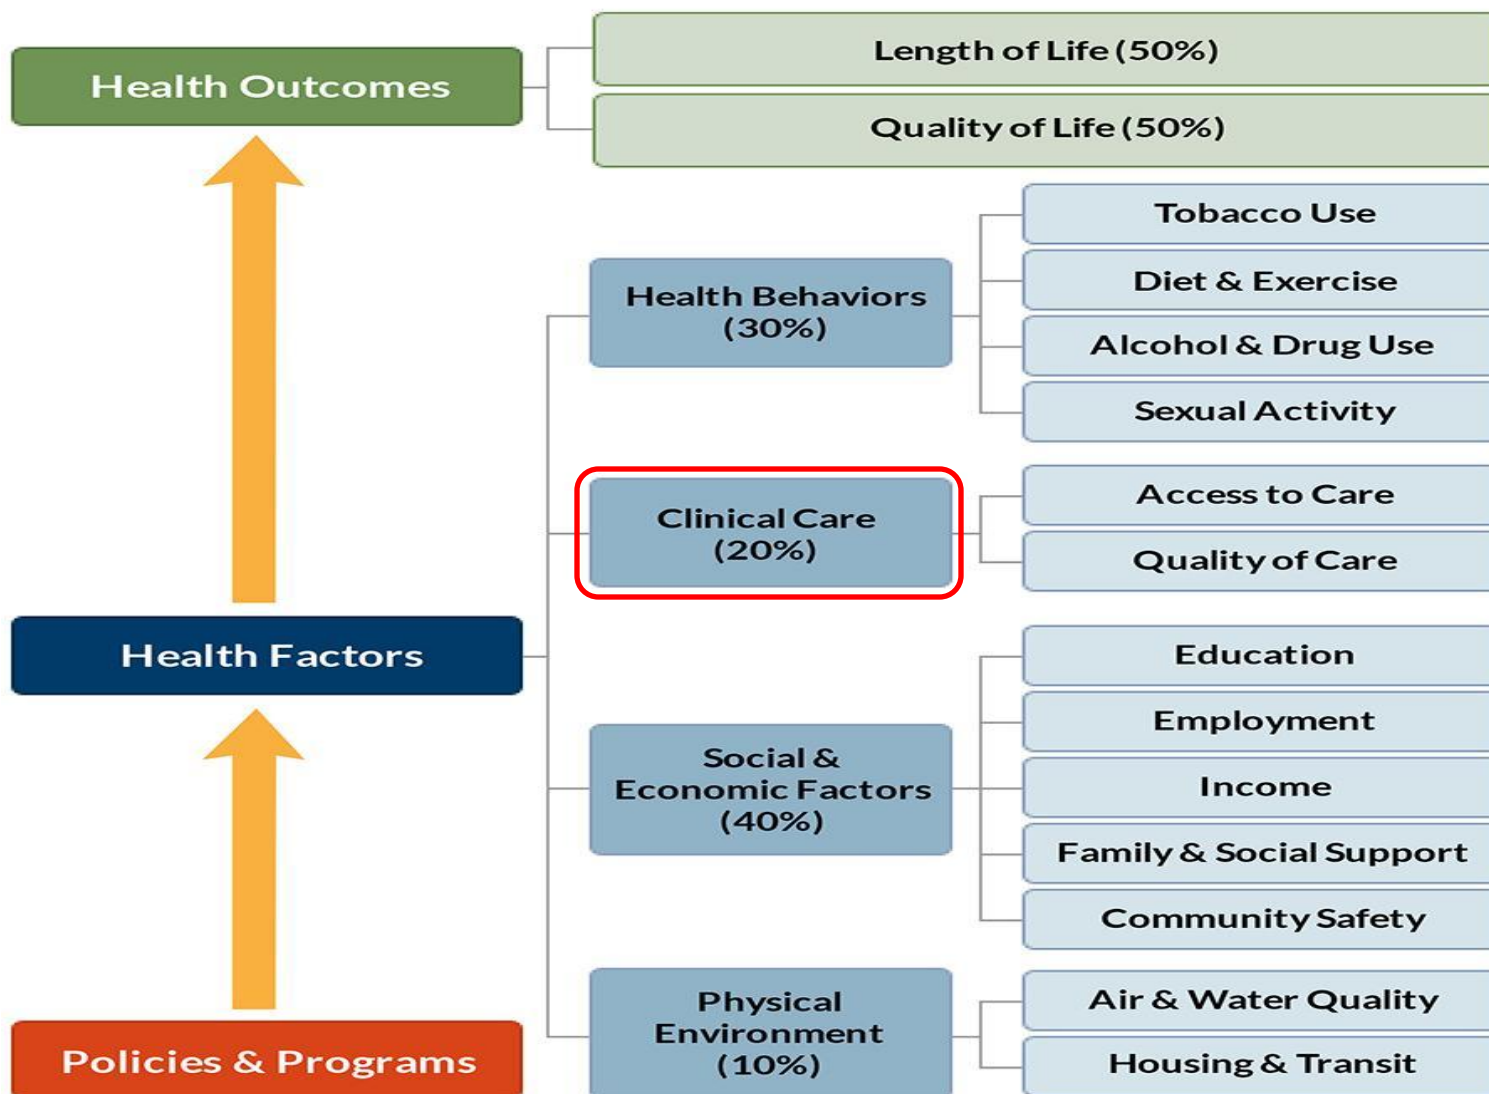 Health Outcomes
Length of Life (50%)
Quality of Life (50%)
Health Behaviors
(30%)
Tobacco Use
Diet & Exercise
Alcohol & Drug Use
Sexual Activity
Clinical Care
(20%)
Access to Care
Quality of Care
Health Factors
Social &
Economic Factors
(40%)
Education
Employment
Income
Family & Social Support
Community Safety
Physical
Environment
(10%)
Air & Water Quality
Housing & Transit
Policies & Programs